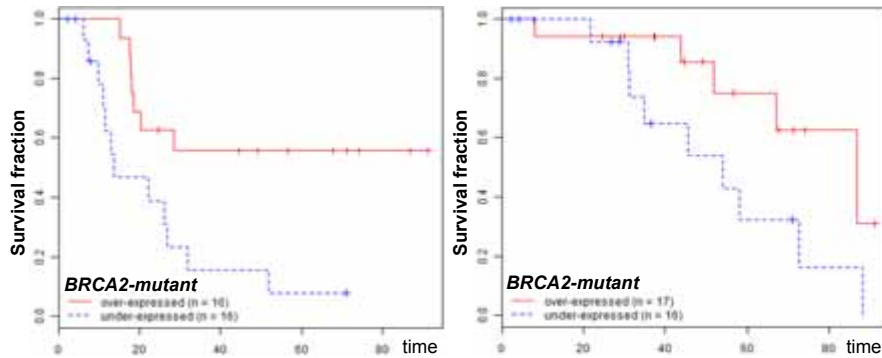 Survival fraction
1.0
0.8
0.6
0.4
0.2
0.0
BRCA2-mutant
over-expressed (n = 16)
under-expressed (n = 16)
0
20
40
60
80
time
Survival fraction
1.0
0.8
0.6
0.4
0.2
0.0
BRCA2-mutant
over-expressed (n = 17)
under-expressed (n = 16)
0
20
40
60
80
time